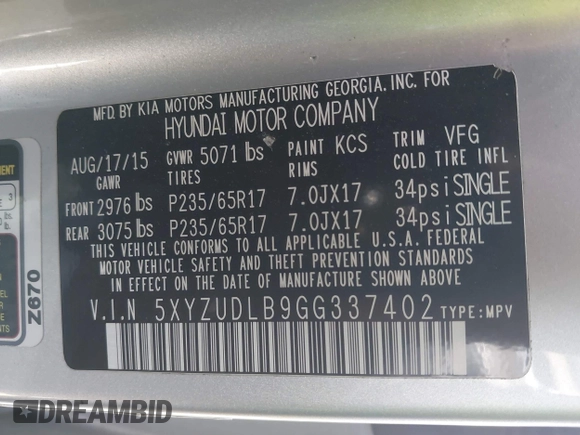 MFD. BY KIA MOTORS MANUFACTURING GEORGIA. INC. FOR
HYUNDAI MOTOR COMPANY
AUG/17/15 GVWR 5071 lbs PAINT KCS TRIM VFG
GAWR TIRES RIMS COLD TIRE INFL
FRONT 2976 lbs P235/65R17 7.0JX17 34psi SINGLE
REAR 3075 lbs P235/65R17 7.0JX17 34psi SINGLE
THIS VEHICLE CONFORMS TO ALL APPLICABLE U.S.A. FEDERAL
MOTOR VEHICLE SAFETY AND THEFT PREVENTION STANDARDS
IN EFFECT ON THE DATE OF MANUFACTURE SHOWN ABOVE.
V.I.N 5XYZUDLB9GG337402 TYPE:MPV
Z670
3
lbs.
DREAMBID